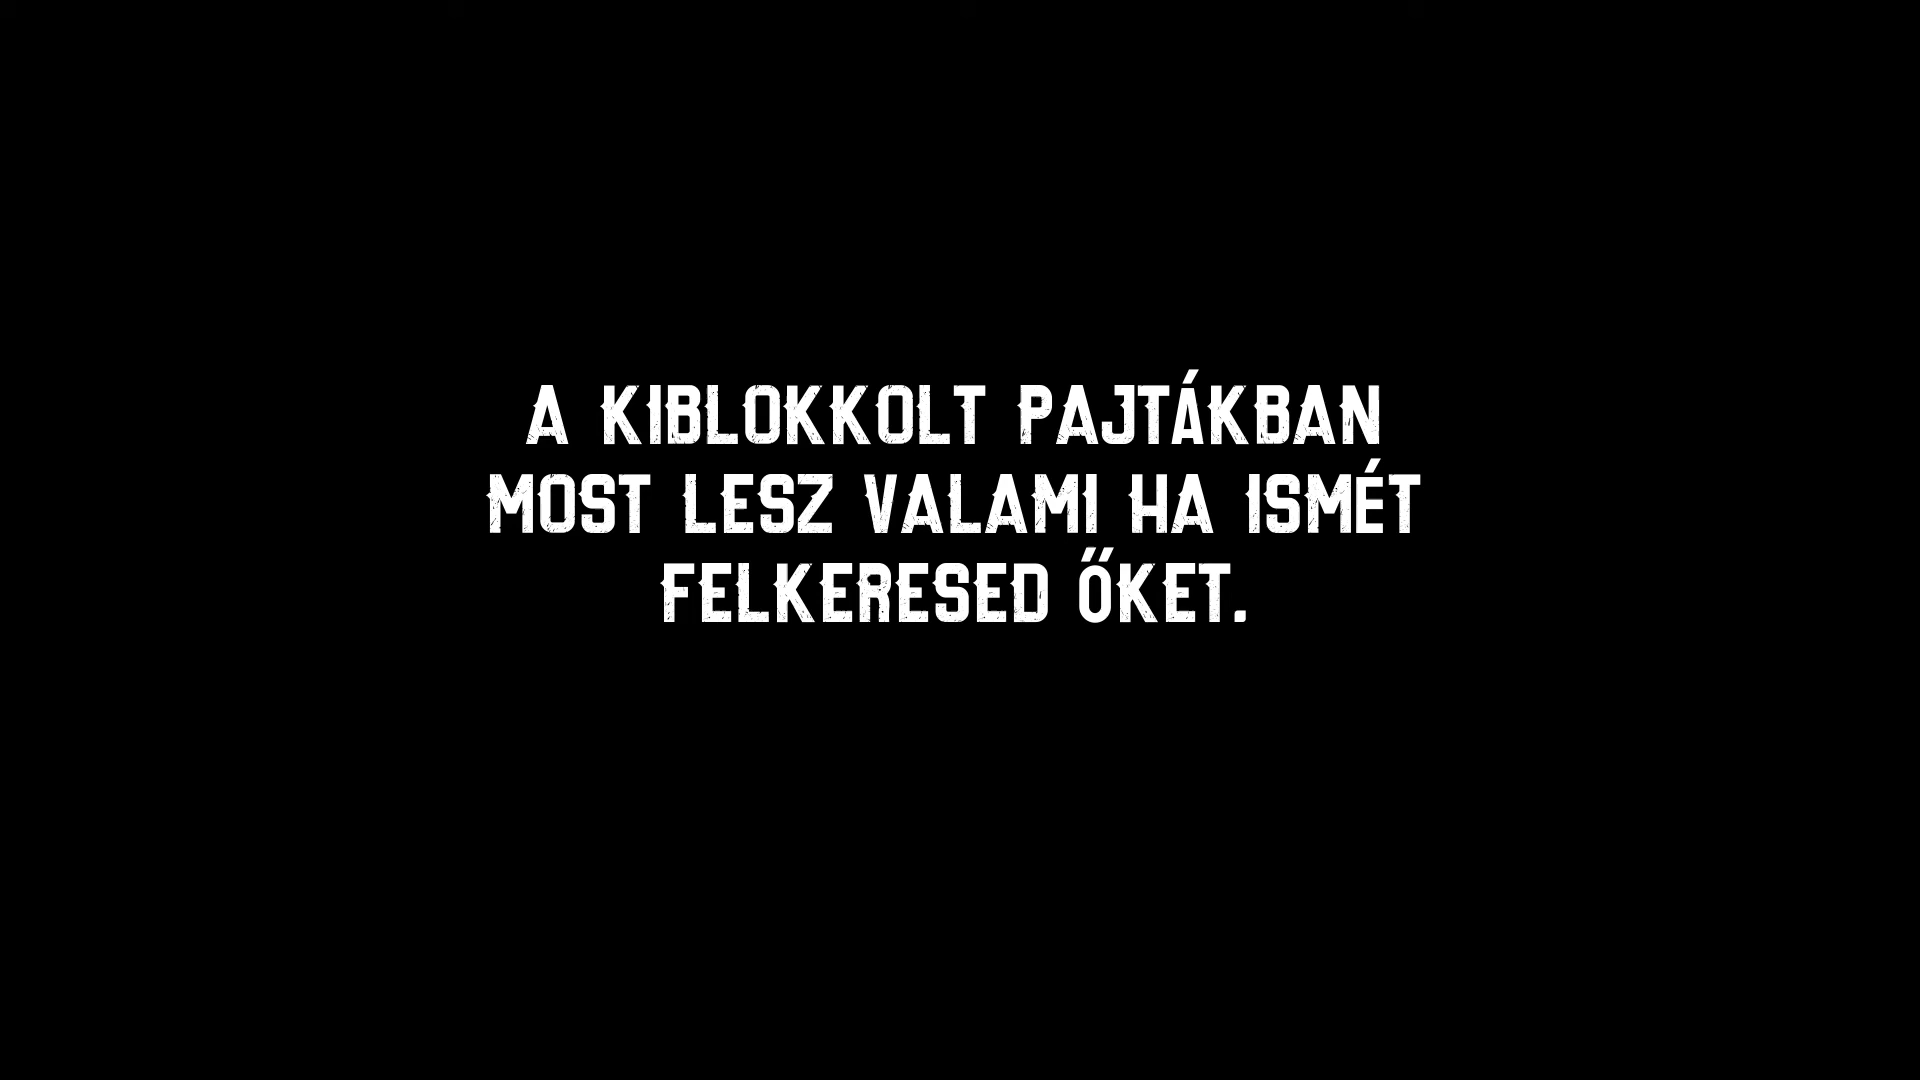 A KIBLOKKOLT PAJTÁKBAN
MOST LESZ VALAMI HA ISMÉT
FELKERESED ŐKET.